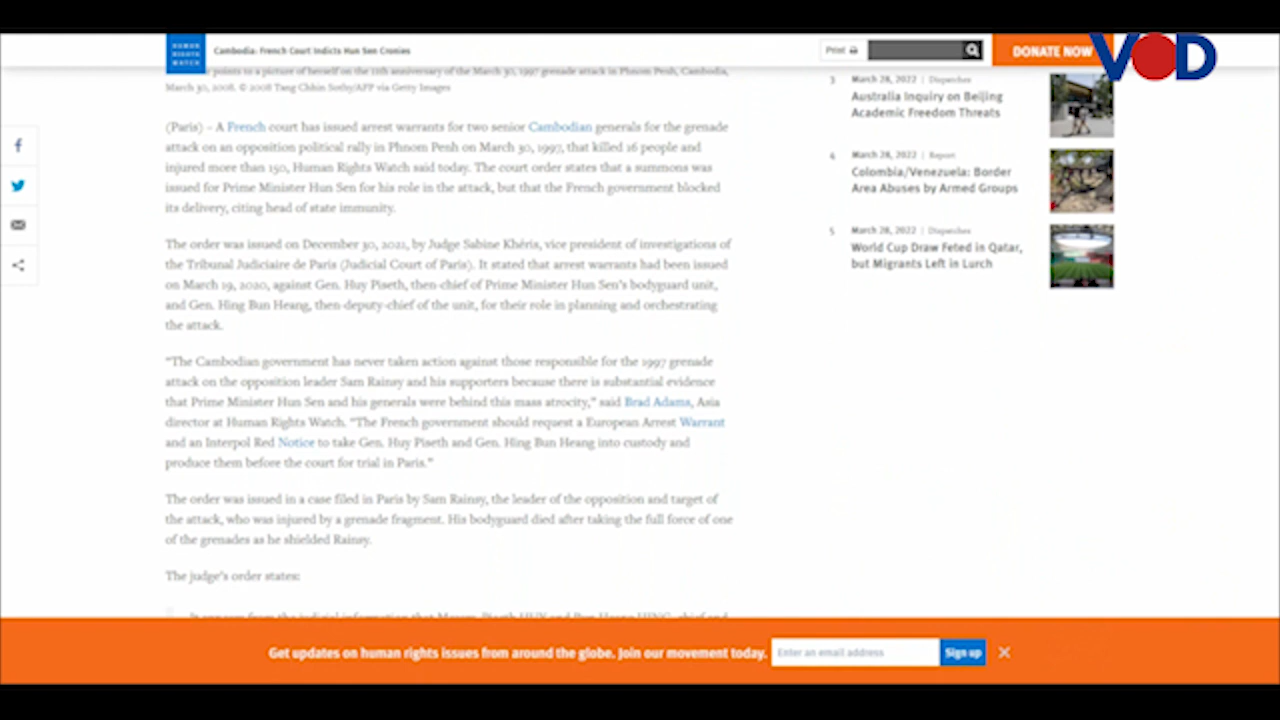 HUMAN
RIGHTS
WATCH
Cambodia: French Court Indicts Hun Sen Cronies
Print
DONATE NOW
VOD
points to a picture of herself on the 11th anniversary of the March 30, 1997 grenade attack in Phnom Penh, Cambodia,
March 30, 2008. © 2008 Tang Chhin Sothy/AFP via Getty Images
(Paris) – A French court has issued arrest warrants for two senior Cambodian generals for the grenade
attack on an opposition political rally in Phnom Penh on March 30, 1997, that killed 16 people and
injured more than 150, Human Rights Watch said today. The court order states that a summons was
issued for Prime Minister Hun Sen for his role in the attack, but that the French government blocked
its delivery, citing head of state immunity.
The order was issued on December 30, 2021, by Judge Sabine Khéris, vice president of investigations of
the Tribunal Judiciaire de Paris (Judicial Court of Paris). It stated that arrest warrants had been issued
on March 19, 2020, against Gen. Huy Piseth, then-chief of Prime Minister Hun Sen's bodyguard unit,
and Gen. Hing Bun Heang, then-deputy-chief of the unit, for their role in planning and orchestrating
the attack.
"The Cambodian government has never taken action against those responsible for the 1997 grenade
attack on the opposition leader Sam Rainsy and his supporters because there is substantial evidence
that Prime Minister Hun Sen and his generals were behind this mass atrocity," said Brad Adams, Asia
director at Human Rights Watch. "The French government should request a European Arrest Warrant
and an Interpol Red Notice to take Gen. Huy Piseth and Gen. Hing Bun Heang into custody and
produce them before the court for trial in Paris."
The order was issued in a case filed in Paris by Sam Rainsy, the leader of the opposition and target of
the attack, who was injured by a grenade fragment. His bodyguard died after taking the full force of one
of the grenades as he shielded Rainsy.
The judge's order states:
3 March 28, 2022 | Dispatches
Australia Inquiry on Beijing
Academic Freedom Threats
4 March 28, 2022 | Report
Colombia/Venezuela: Border
Area Abuses by Armed Groups
5 March 28, 2022 | Dispatches
World Cup Draw Feted in Qatar,
but Migrants Left in Lurch
Get updates on human rights issues from around the globe. Join our movement today.
Enter an email address
Sign up